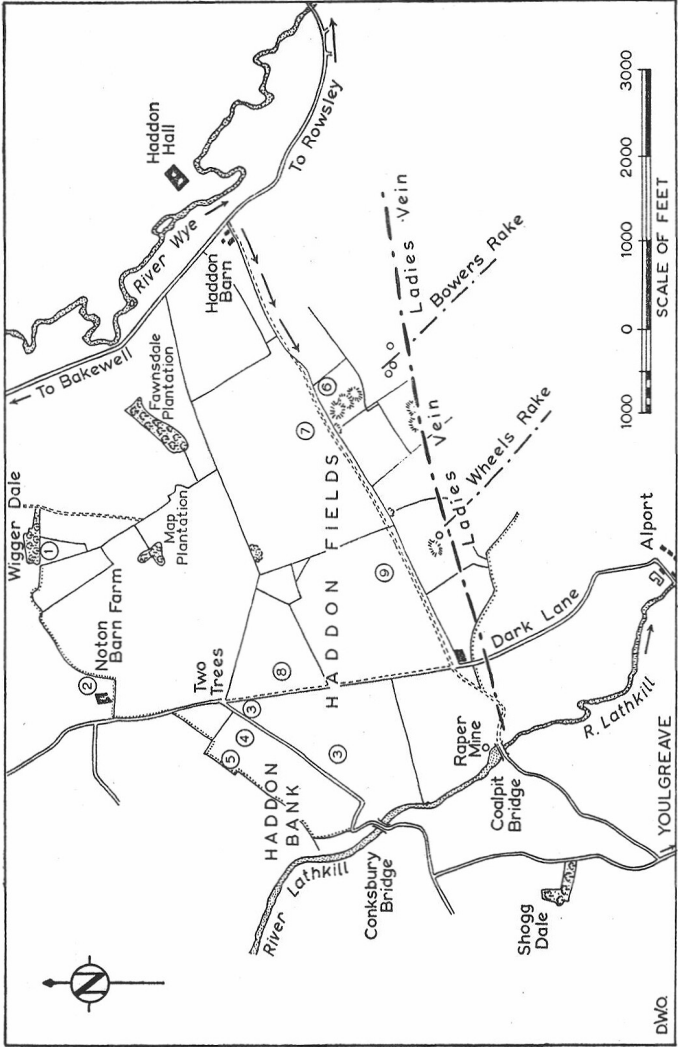 N
Wigger Dale
1
Noton
Barn Farm
2
Map
Plantation
Fawnsdale
Plantation
To Bakewell
River Wye
Haddon
Hall
Haddon
Barn
To Rowsley
Two
Trees
3
4
5
HADDON
BANK
3
8
HADDON FIELDS
7
6
9
River Lathkill
Conksbury
Bridge
Raper
Mine
Coalpit
Bridge
Shogg
Dale
Dark Lane
R. Lathkill
Alport
YOULGREAVE
Ladies Vein
Ladies Vein
Bowers Rake
Wheels Rake
1000 0 1000 2000 3000
SCALE OF FEET
D.W.O.